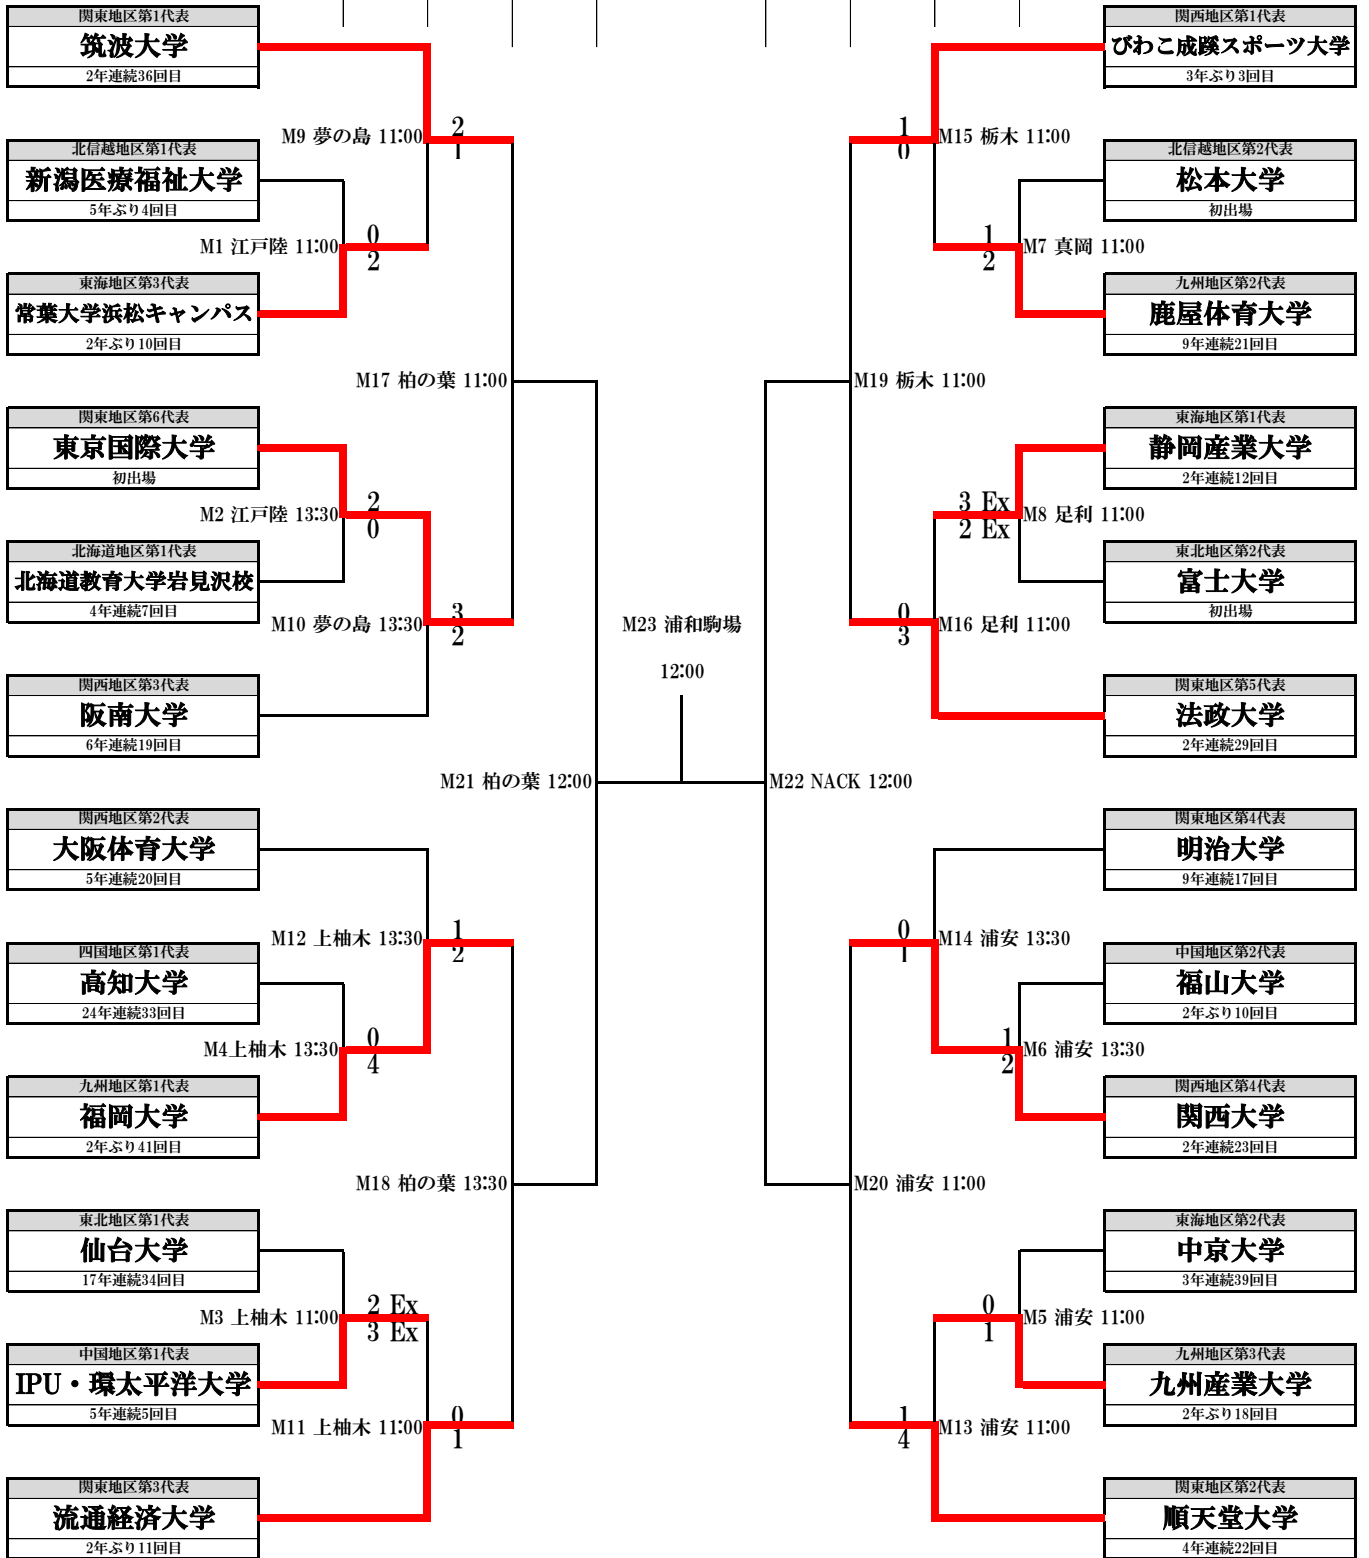 関東地区第1代表
筑波大学
2年連続36回目
M9 夢の島 11:00
2
1
北信越地区第1代表
新潟医療福祉大学
5年ぶり4回目
M1 江戸陸 11:00
0
2
東海地区第3代表
常葉大学浜松キャンパス
2年ぶり10回目
M17 柏の葉 11:00
関東地区第6代表
東京国際大学
初出場
M2 江戸陸 13:30
2
0
北海道地区第1代表
北海道教育大学岩見沢校
4年連続7回目
M10 夢の島 13:30
3
2
関西地区第3代表
阪南大学
6年連続19回目
M21 柏の葉 12:00
関西地区第2代表
大阪体育大学
5年連続20回目
M12 上柚木 13:30
1
2
四国地区第1代表
高知大学
24年連続33回目
M4上柚木 13:30
0
4
九州地区第1代表
福岡大学
2年ぶり41回目
M18 柏の葉 13:30
東北地区第1代表
仙台大学
17年連続34回目
M3 上柚木 11:00
2 Ex
3 Ex
中国地区第1代表
IPU・環太平洋大学
5年連続5回目
M11 上柚木 11:00
0
1
関東地区第3代表
流通経済大学
2年ぶり11回目
M23 浦和駒場
12:00
関西地区第1代表
びわこ成蹊スポーツ大学
3年ぶり3回目
1
0
M15 栃木 11:00
北信越地区第2代表
松本大学
初出場
1
2
M7 真岡 11:00
九州地区第2代表
鹿屋体育大学
9年連続21回目
M19 栃木 11:00
東海地区第1代表
静岡産業大学
2年連続12回目
3 Ex
2 Ex
M8 足利 11:00
東北地区第2代表
富士大学
初出場
0
3
M16 足利 11:00
関東地区第5代表
法政大学
2年連続29回目
M22 NACK 12:00
関東地区第4代表
明治大学
9年連続17回目
0
1
M14 浦安 13:30
中国地区第2代表
福山大学
2年ぶり10回目
1
2
M6 浦安 13:30
関西地区第4代表
関西大学
2年連続23回目
M20 浦安 11:00
東海地区第2代表
中京大学
3年連続39回目
0
1
M5 浦安 11:00
九州地区第3代表
九州産業大学
2年ぶり18回目
1
4
M13 浦安 11:00
関東地区第2代表
順天堂大学
4年連続22回目